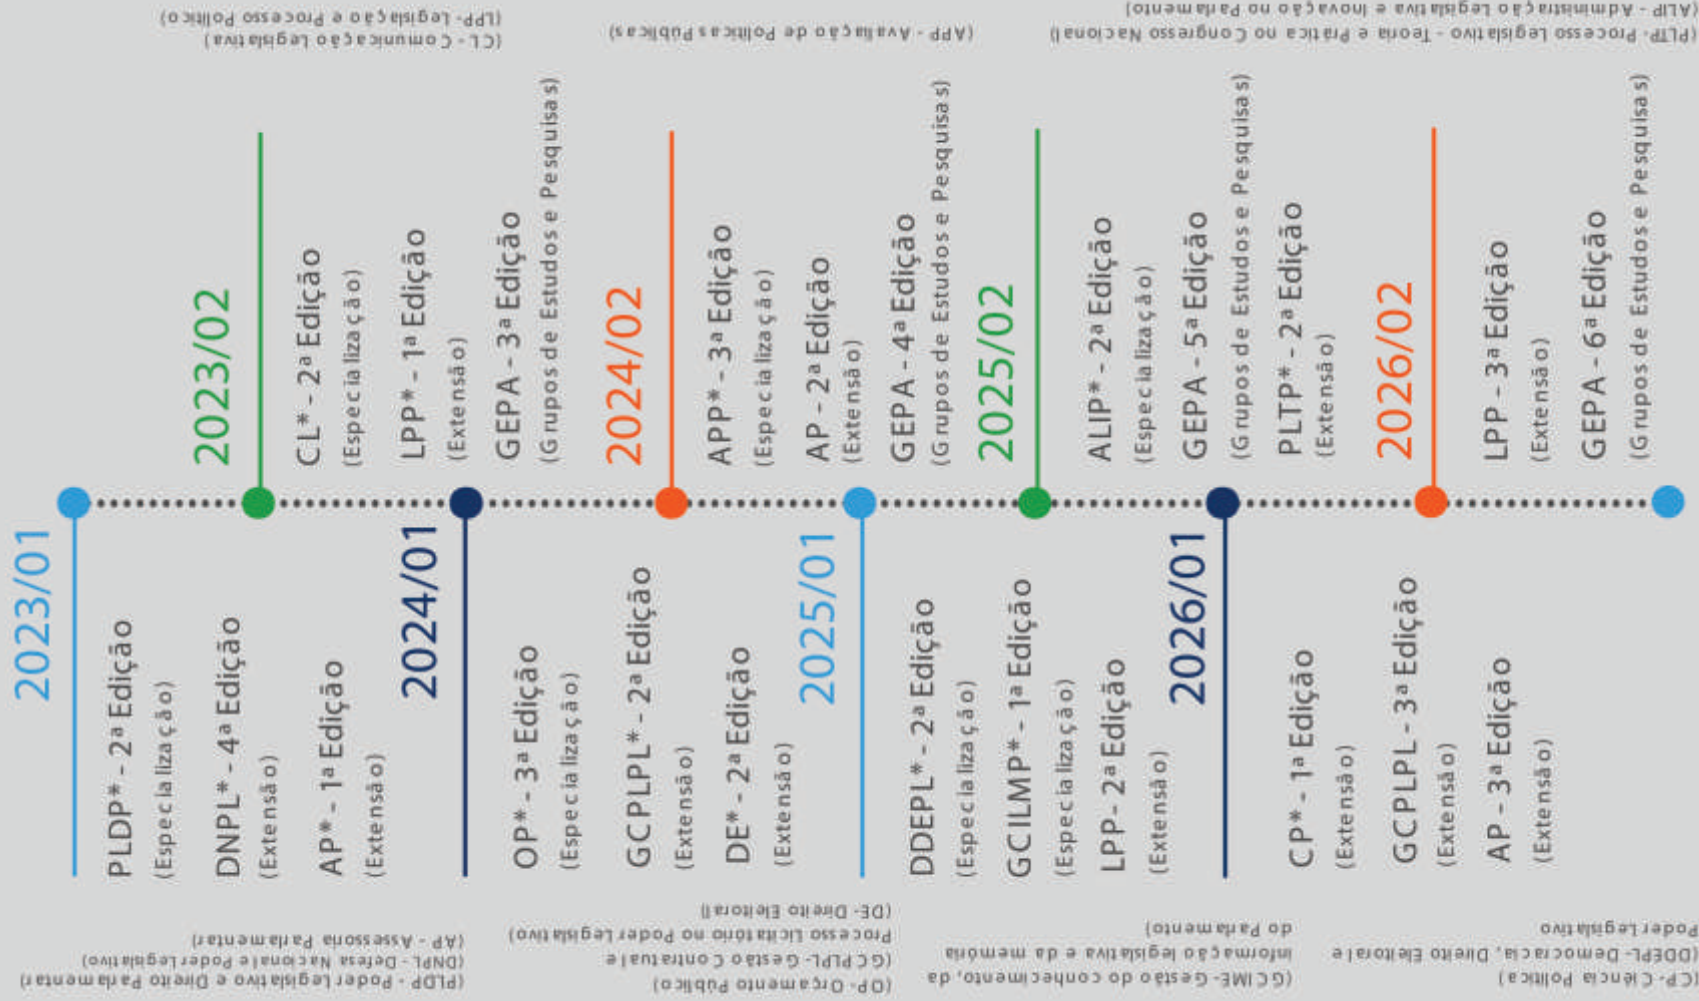 2023/01
PLDP* - 2ª Edição
(Especialização)
DNPL* - 4ª Edição
(Extensão)
AP* - 1ª Edição
(Extensão)
2023/02
CL* - 2ª Edição
(Especialização)
LPP* - 1ª Edição
(Extensão)
GEPA - 3ª Edição
(Grupos de Estudos e Pesquisas)
2024/01
OP* - 3ª Edição
(Especialização)
GCPLPL* - 2ª Edição
(Extensão)
DE* - 2ª Edição
(Extensão)
2024/02
APP* - 3ª Edição
(Especialização)
AP - 2ª Edição
(Extensão)
GEPA - 4ª Edição
(Grupos de Estudos e Pesquisas)
2025/01
DDEPL* - 2ª Edição
(Especialização)
GCILMP* - 1ª Edição
(Especialização)
LPP- 2ª Edição
(Extensão)
2025/02
ALIP* - 2ª Edição
(Especialização)
GEPA - 5ª Edição
(Grupos de Estudos e Pesquisas)
PLTP* - 2ª Edição
(Extensão)
2026/01
CP* - 1ª Edição
(Extensão)
GCPLPL - 3ª Edição
(Extensão)
AP - 3ª Edição
(Extensão)
2026/02
LPP - 3ª Edição
(Extensão)
GEPA - 6ª Edição
(Grupos de Estudos e Pesquisas)
(PLDP - Poder Legislativo e Direito Parlamentar)
(DNPL - Defesa Nacional e Poder Legislativo)
(AP - Assessoria Parlamentar)
(OP- Orçamento Público)
(GCPLPL- Gestão Contratual e
Processo Licitatório no Poder Legislativo)
(DE- Direito Eleitoral)
(GCIME- Gestão do conhecimento, da
informação legislativa e da memória
do Parlamento)
(CP- Ciência Política)
(DDEPL- Democracia, Direito Eleitoral e
Poder Legislativo
(CL - Comunicação Legislativa)
(LPP- Legislação e Processo Político)
(APP - Avaliação de Políticas Públicas)
(PLTP- Processo Legislativo - Teoria e Prática no Congresso Nacional)
(ALIP - Administração Legislativa e Inovação no Parlamento)